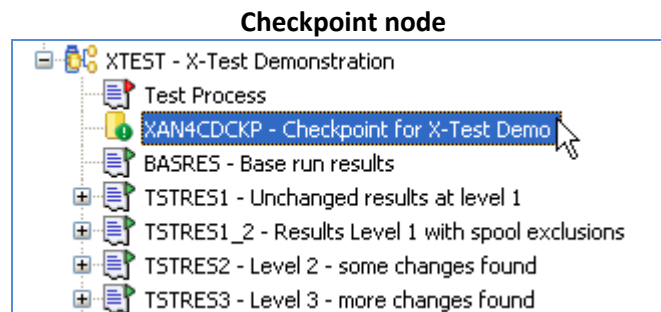 Checkpoint node
XTEST - X-Test Demonstration
Test Process
XAN4CDCKP - Checkpoint for X-Test Demo
BASRES - Base run results
TSTRES1 - Unchanged results at level 1
TSTRES1_2 - Results Level 1 with spool exclusions
TSTRES2 - Level 2 - some changes found
TSTRES3 - Level 3 - more changes found